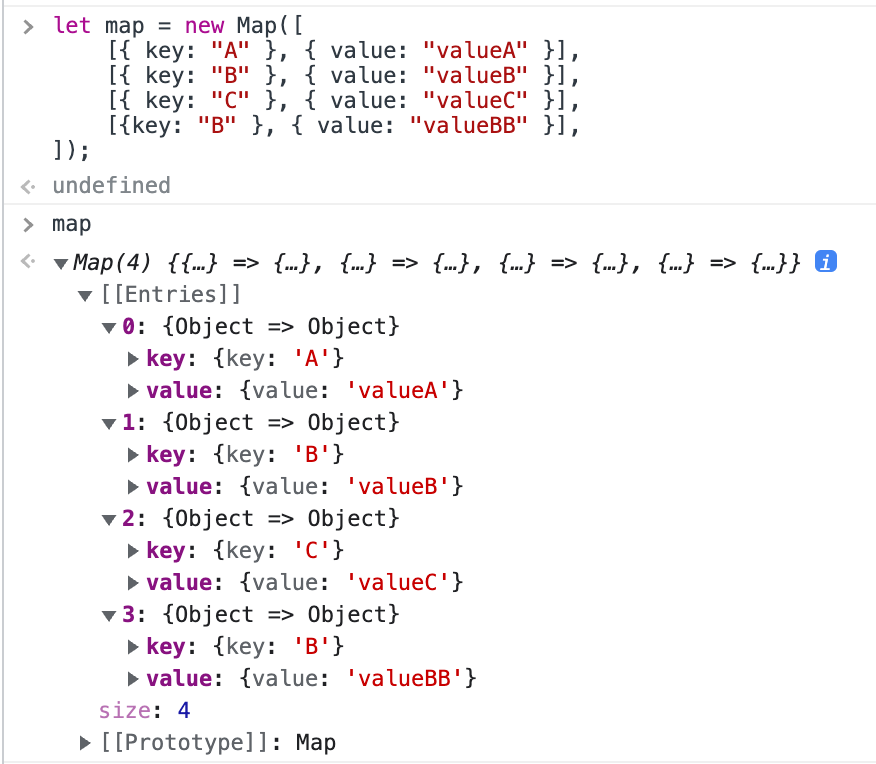 > let map = new Map([
[{ key: "A" }, { value: "valueA" }],
[{ key: "B" }, { value: "valueB" }],
[{ key: "C" }, { value: "valueC" }],
[{key: "B" }, { value: "valueBB" }],
]);
undefined
> map
Map(4) {{…} => {…}, {…} => {…}, {…} => {…}, {…} => {…}} i
[[Entries]]
0: {Object => Object}
key: {key: 'A'}
value: {value: 'valueA'}
1: {Object => Object}
key: {key: 'B'}
value: {value: 'valueB'}
2: {Object => Object}
key: {key: 'C'}
value: {value: 'valueC'}
3: {Object => Object}
key: {key: 'B'}
value: {value: 'valueBB'}
size: 4
[[Prototype]]: Map